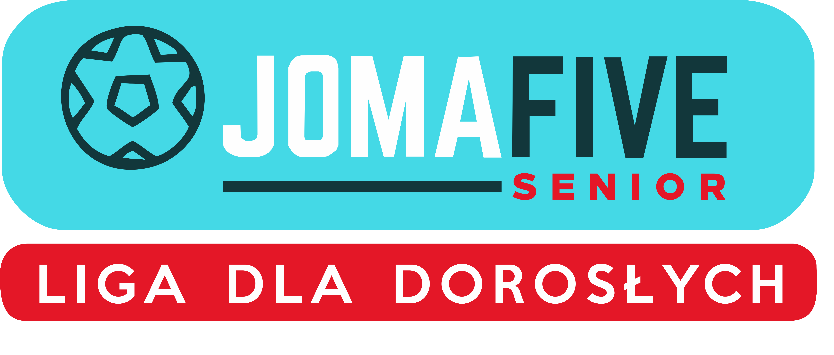 JOMAFIVE
SENIOR
LIGA DLA DOROSŁYCH